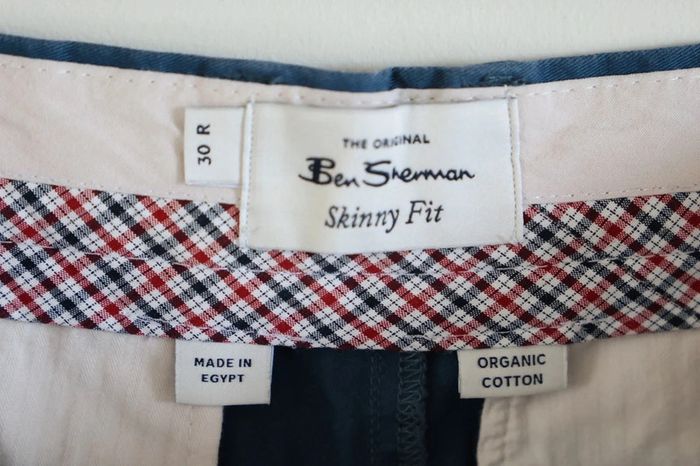 30 R
THE ORIGINAL
Ben Sherman
Skinny Fit
MADE IN
EGYPT
ORGANIC
COTTON